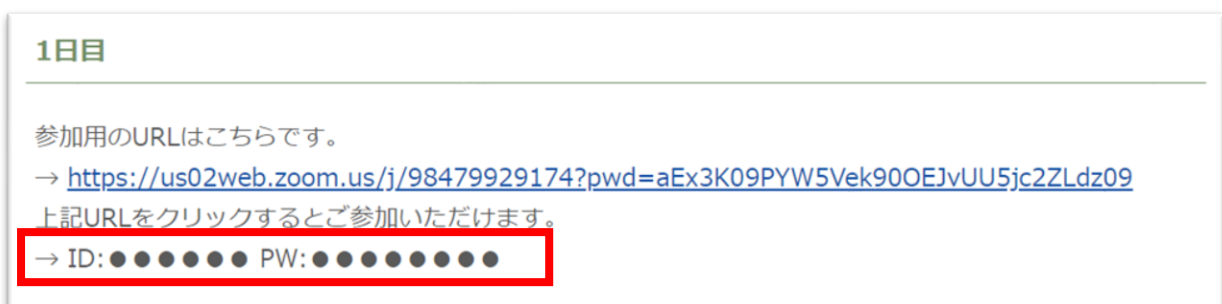 1日目
参加用のURLはこちらです。
→ https://us02web.zoom.us/j/98479929174?pwd=aEx3K09PYW5Vek90OEJvUU5jc2ZLdz09
上記URLをクリックするとご参加いただけます。
→ ID:●●●●●● PW:●●●●●●●●